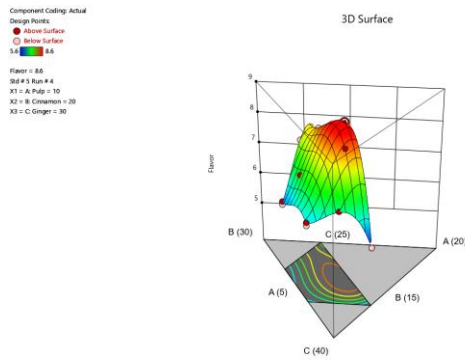 Component Coding: Actual
3D Surface
Design Points:
Above Surface
Below Surface
5.6 8.6
Flavor = 8.6
Std # 5 Run # 4
X1 = A: Pulp = 10
X2 = B: Cinnamon = 20
X3 = C: Ginger = 30
9
8
7
6
5
Flavor
B (30)
C (25)
A (20)
A (5)
B (15)
C (40)